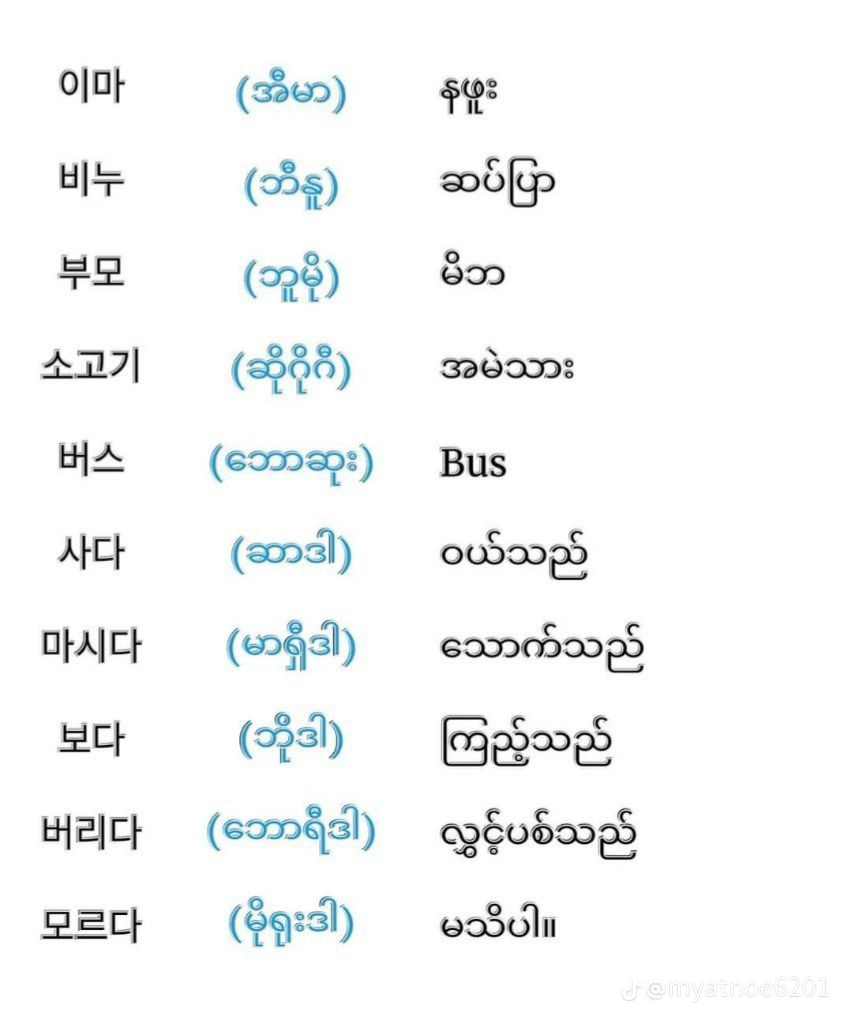 이마 (အီမာ) နဖူး
비누 (ဘီနူ) ဆပ်ပြာ
부모 (ဘူမို) မိဘ
소고기 (ဆိုဂိုဂီ) အမဲသား
버스 (ဘောဆုး) Bus
사다 (ဆာဒါ) ဝယ်သည်
마시다 (မာရှီဒါ) သောက်သည်
보다 (ဘိုဒါ) ကြည့်သည်
버리다 (ဘောရီဒါ) လွှင့်ပစ်သည်
모르다 (မိုရုးဒါ) မသိပါ။
@myatnoe6201